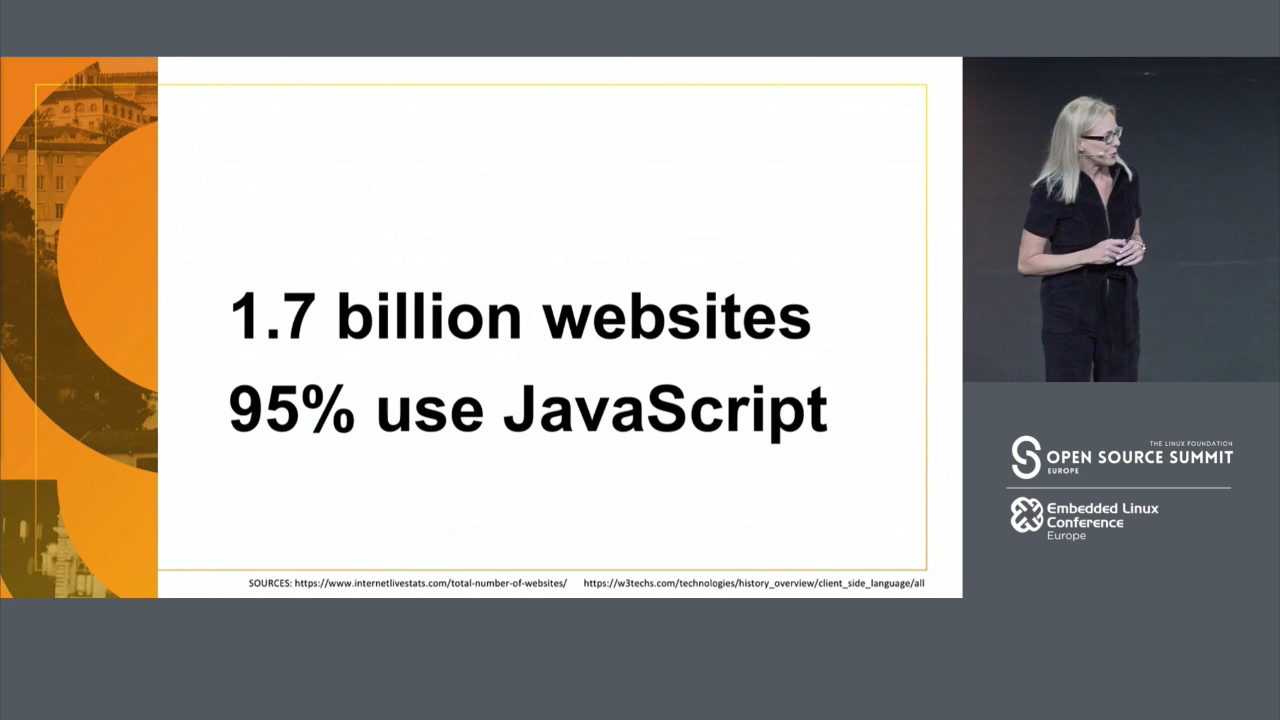 1.7 billion websites
95% use JavaScript
SOURCES: https://www.internetlivestats.com/total-number-of-websites/ https://w3techs.com/technologies/history_overview/client_side_language/all
THE LINUX FOUNDATION
OPEN SOURCE SUMMIT
EUROPE
Embedded Linux
Conference
Europe